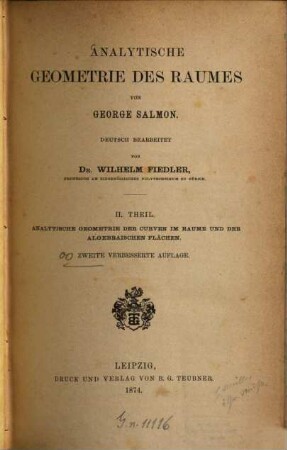 ANALYTISCHE
GEOMETRIE DES RAUMES
VON
GEORGE SALMON.
DEUTSCH BEARBEITET
VON
DR. WILHELM FIEDLER,
PROFESSOR AM EIDGENÖSSISCHEN POLYTECHNIKUM ZU ZÜRICH.
II. THEIL.
ANALYTISCHE GEOMETRIE DER CURVEN IM RAUME UND DER
ALGEBRAISCHEN FLÄCHEN.
ZWEITE VERBESSERTE AUFLAGE.
LEIPZIG,
DRUCK UND VERLAG VON B. G. TEUBNER.
1874.